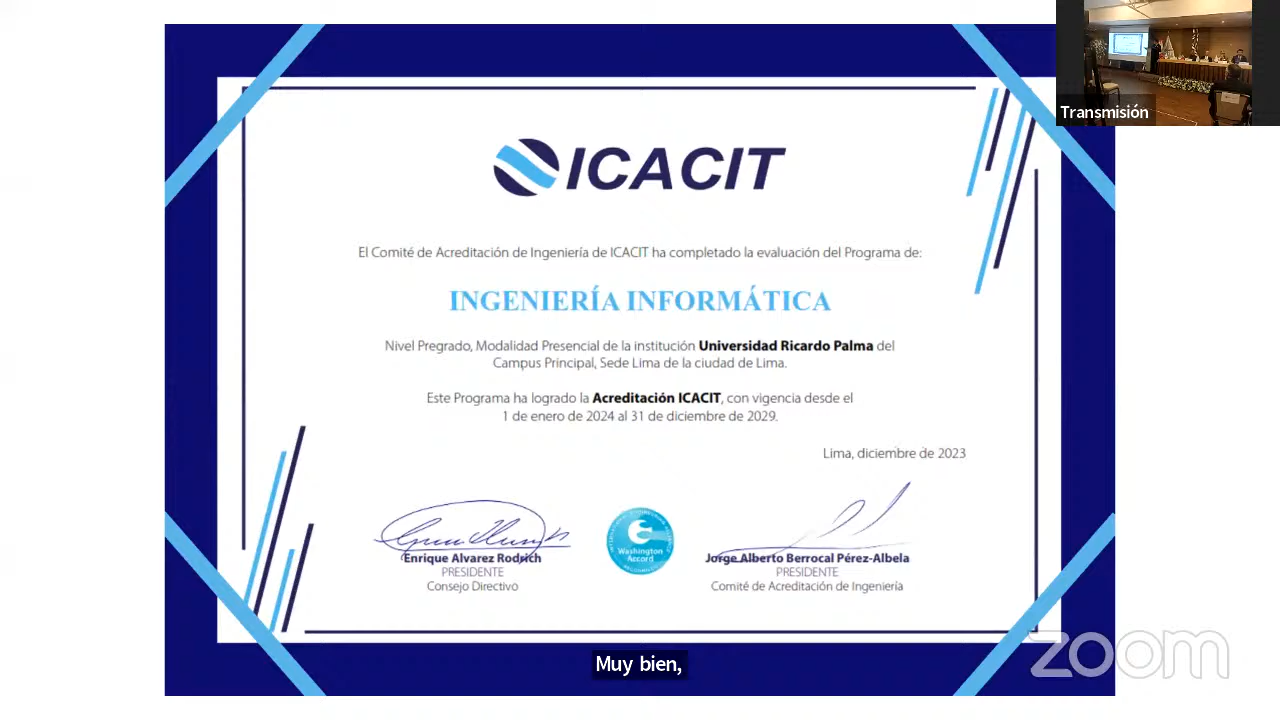 Transmisión
ICACIT
El Comité de Acreditación de Ingeniería de ICACIT ha completado la evaluación del Programa de:
INGENIERÍA INFORMÁTICA
Nivel Pregrado, Modalidad Presencial de la institución Universidad Ricardo Palma del
Campus Principal, Sede Lima de la ciudad de Lima.
Este Programa ha logrado la Acreditación ICACIT, con vigencia desde el
1 de enero de 2024 al 31 de diciembre de 2029.
Lima, diciembre de 2023
Enrique Alvarez Rodrich
PRESIDENTE
Consejo Directivo
Washington
Accord
Jorge Alberto Berrocal Pérez-Albela
PRESIDENTE
Comité de Acreditación de Ingeniería
zoom
Muy bien,